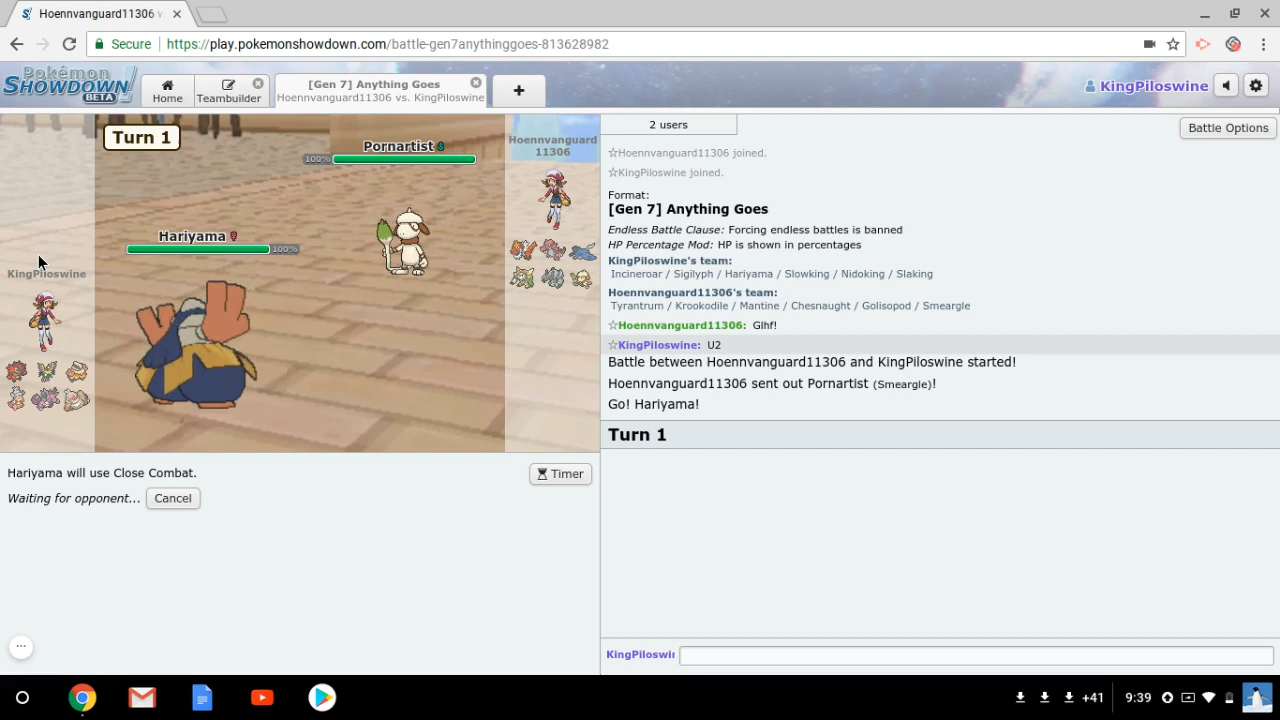 Hoennvanguard11306 v
Secure
https://play.pokemonshowdown.com/battle-gen7anythinggoes-813628982
Pokémon
SHOWDOWN
BETA
Home
Teambuilder
[Gen 7] Anything Goes
Hoennvanguard11306 vs. KingPiloswine
+
KingPiloswine
Turn 1
Pornartist
100%
Hariyama
100%
Hoennvanguard
11306
KingPiloswine
2 users
Battle Options
☆Hoennvanguard11306 joined.
☆KingPiloswine joined.
Format:
[Gen 7] Anything Goes
Endless Battle Clause: Forcing endless battles is banned
HP Percentage Mod: HP is shown in percentages
KingPiloswine's team:
Incineroar / Sigilyph / Hariyama / Slowking / Nidoking / Slaking
Hoennvanguard11306's team:
Tyrantrum / Krookodile / Mantine / Chesnaught / Golisopod / Smeargle
☆Hoennvanguard11306: Glhf!
☆KingPiloswine: U2
Battle between Hoennvanguard11306 and KingPiloswine started!
Hoennvanguard11306 sent out Pornartist (Smeargle)!
Go! Hariyama!
Turn 1
Hariyama will use Close Combat.
Timer
Waiting for opponent...
Cancel
KingPiloswi
+41
9:39